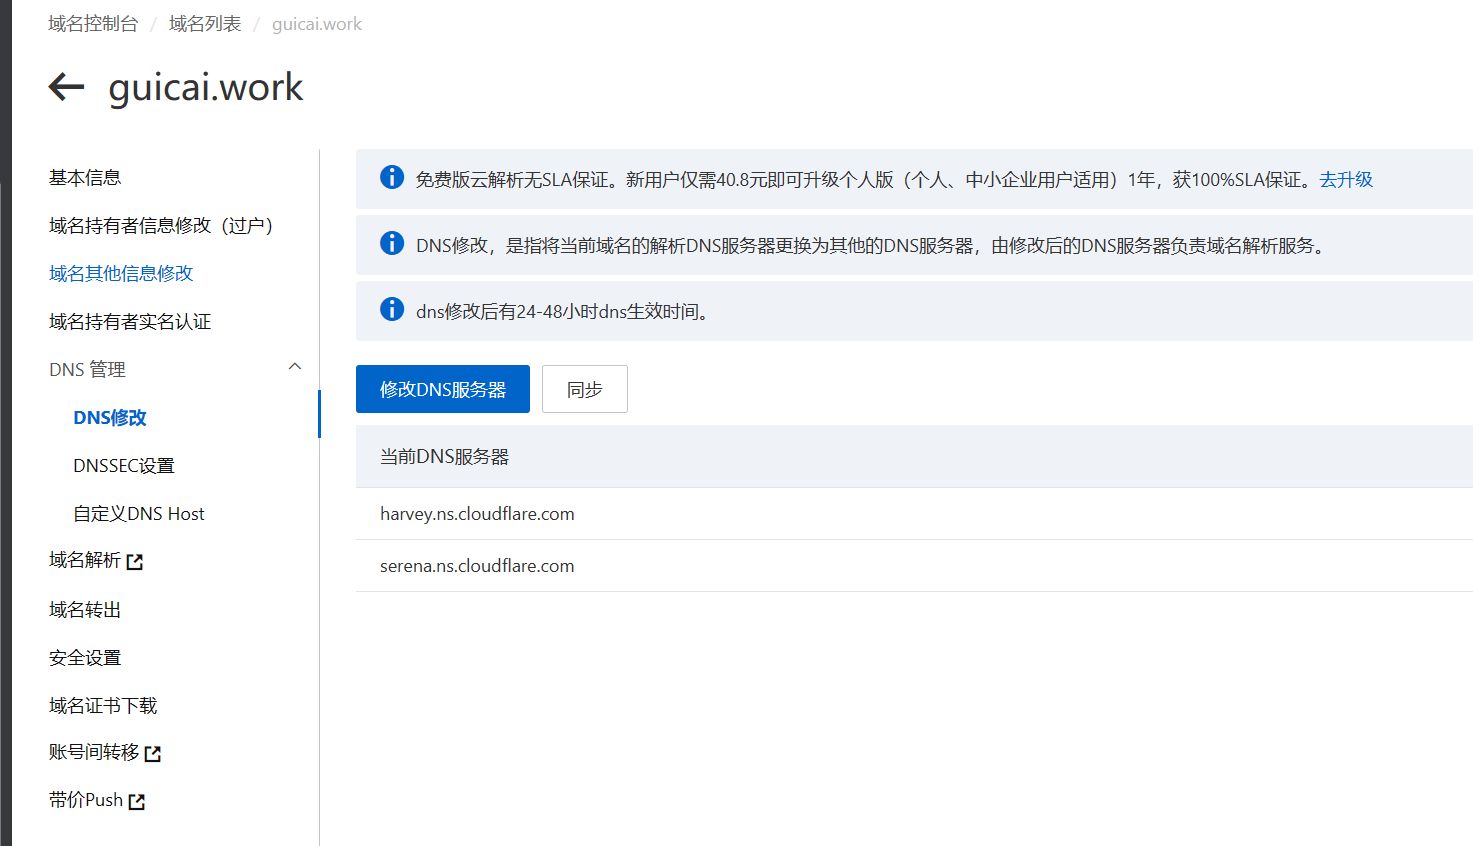 域名控制台 / 域名列表 / guicai.work
guicai.work
基本信息
域名持有者信息修改（过户）
域名其他信息修改
域名持有者实名认证
DNS 管理
DNS修改
DNSSEC设置
自定义DNS Host
域名解析
域名转出
安全设置
域名证书下载
账号间转移
带价Push
免费版云解析无SLA保证。新用户仅需40.8元即可升级个人版（个人、中小企业用户适用）1年，获100%SLA保证。去升级
DNS修改，是指将当前域名的解析DNS服务器更换为其他的DNS服务器，由修改后的DNS服务器负责域名解析服务。
dns修改后有24-48小时dns生效时间。
修改DNS服务器 同步
当前DNS服务器
harvey.ns.cloudflare.com
serena.ns.cloudflare.com